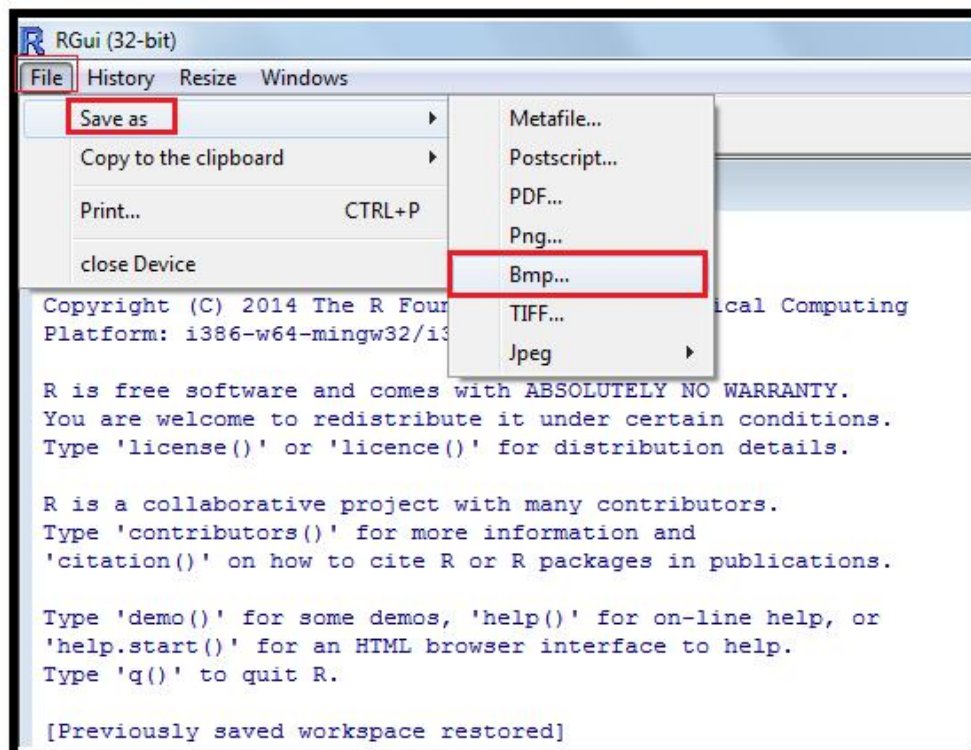 RGui (32-bit)
File History Resize Windows
Save as
Copy to the clipboard
Print... CTRL+P
close Device
Metafile...
Postscript...
PDF...
Png...
Bmp...
TIFF...
Jpeg
Copyright (C) 2014 The R Foun ical Computing
Platform: i386-w64-mingw32/i3
R is free software and comes with ABSOLUTELY NO WARRANTY.
You are welcome to redistribute it under certain conditions.
Type 'license()' or 'licence()' for distribution details.
R is a collaborative project with many contributors.
Type 'contributors()' for more information and
'citation()' on how to cite R or R packages in publications.
Type 'demo()' for some demos, 'help()' for on-line help, or
'help.start()' for an HTML browser interface to help.
Type 'q()' to quit R.
[Previously saved workspace restored]